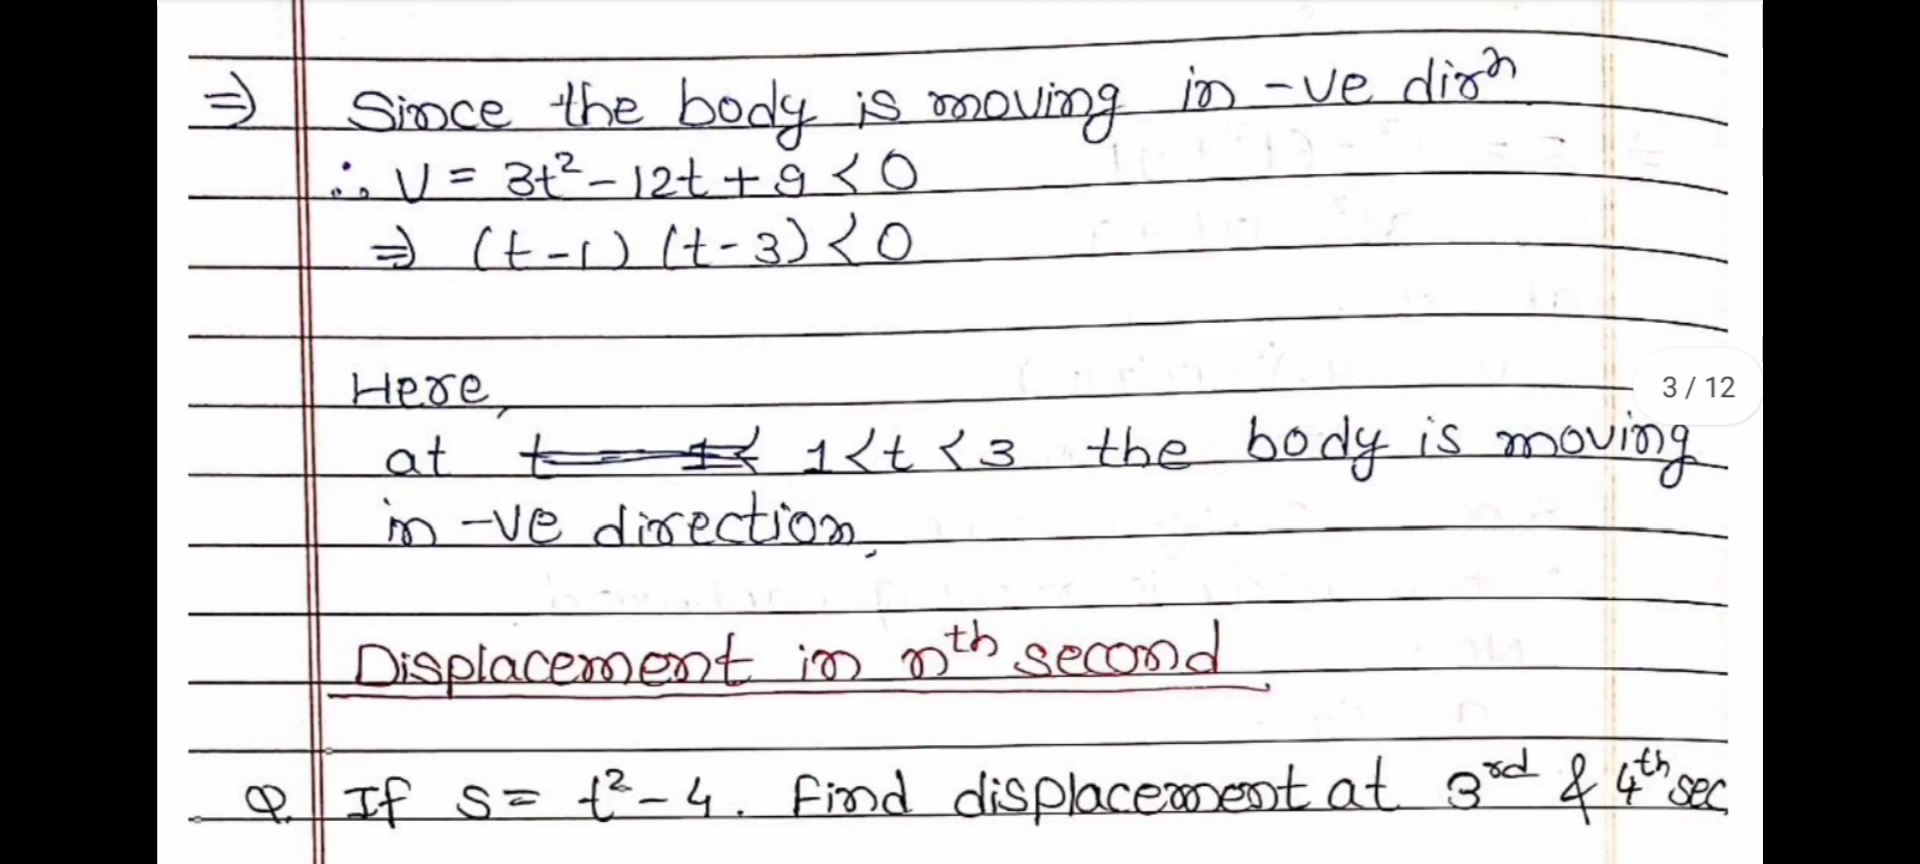 ⇒ Since the body is moving in -ve dirⁿ
∴ V = 3t² - 12t + 9 < 0
⇒ (t-1) (t-3) < 0
Here,
3 / 12
at 1<t<3 the body is moving
in -ve direction.
Displacement in nᵗʰ second
Q. If s = t² - 4. Find displacement at 3ʳᵈ & 4ᵗʰ sec